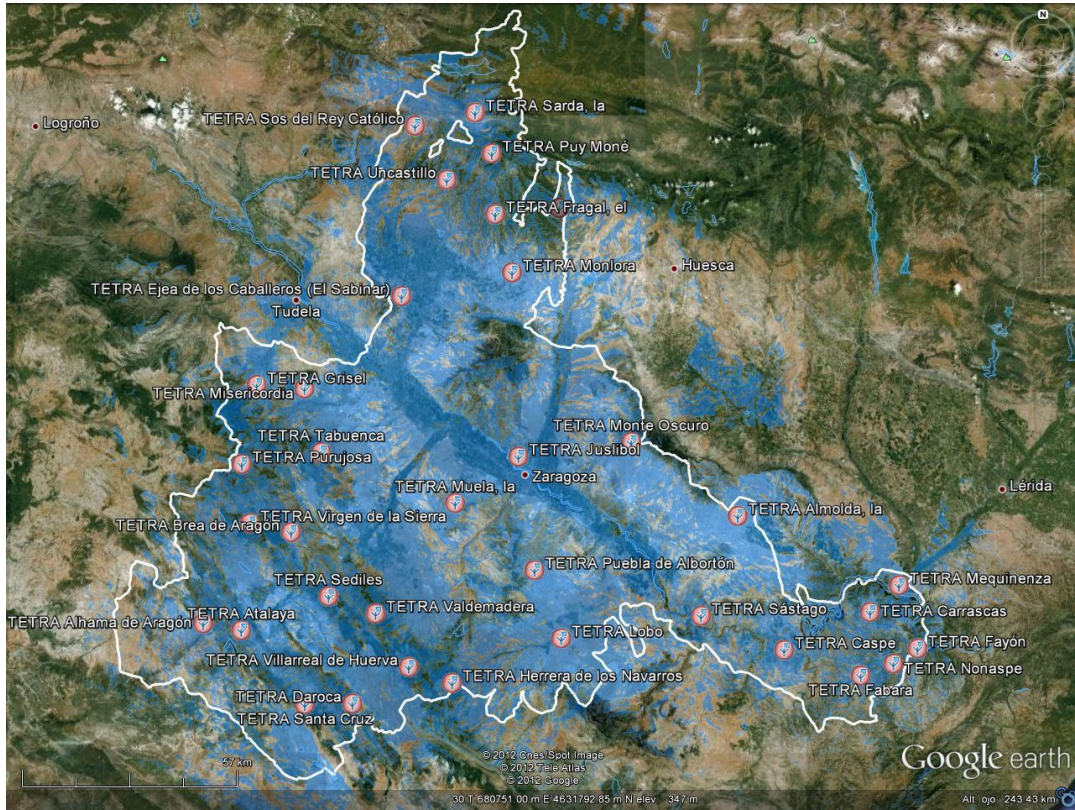 N
TETRA Sarda, la
Logroño
TETRA Sos del Rey Católico
TETRA Puy Moné
TETRA Uncastillo
TETRA Fragal, el
Huesca
TETRA Monlora
TETRA Ejea de los Caballeros (El Sabinar)
Tudela
TETRA Grisel
TETRA Misericordia
TETRA Monte Oscuro
TETRA Tabuenca
TETRA Juslibol
TETRA Purujosa
Zaragoza
TETRA Muela, la
Lérida
TETRA Virgen de la Sierra
TETRA Almolda, la
TETRA Brea de Aragón
TETRA Puebla de Albortón
TETRA Sediles
TETRA Mequinenza
TETRA Valdemadera
TETRA Sástago
TETRA Carrascas
TETRA Atalaya
TETRA Alhama de Aragón
TETRA Lobo
TETRA Caspe
TETRA Fayón
TETRA Villarreal de Huerva
TETRA Nonaspe
TETRA Herrera de los Navarros
TETRA Fabara
TETRA Daroca
TETRA Santa Cruz
57 km
© 2012 Cnes/Spot Image
© 2012 Tele Atlas
© 2012 Google
Google earth
30 T 680751.00 m E 4631792.85 m N elev 347 m
Alt. ojo 243.43 km